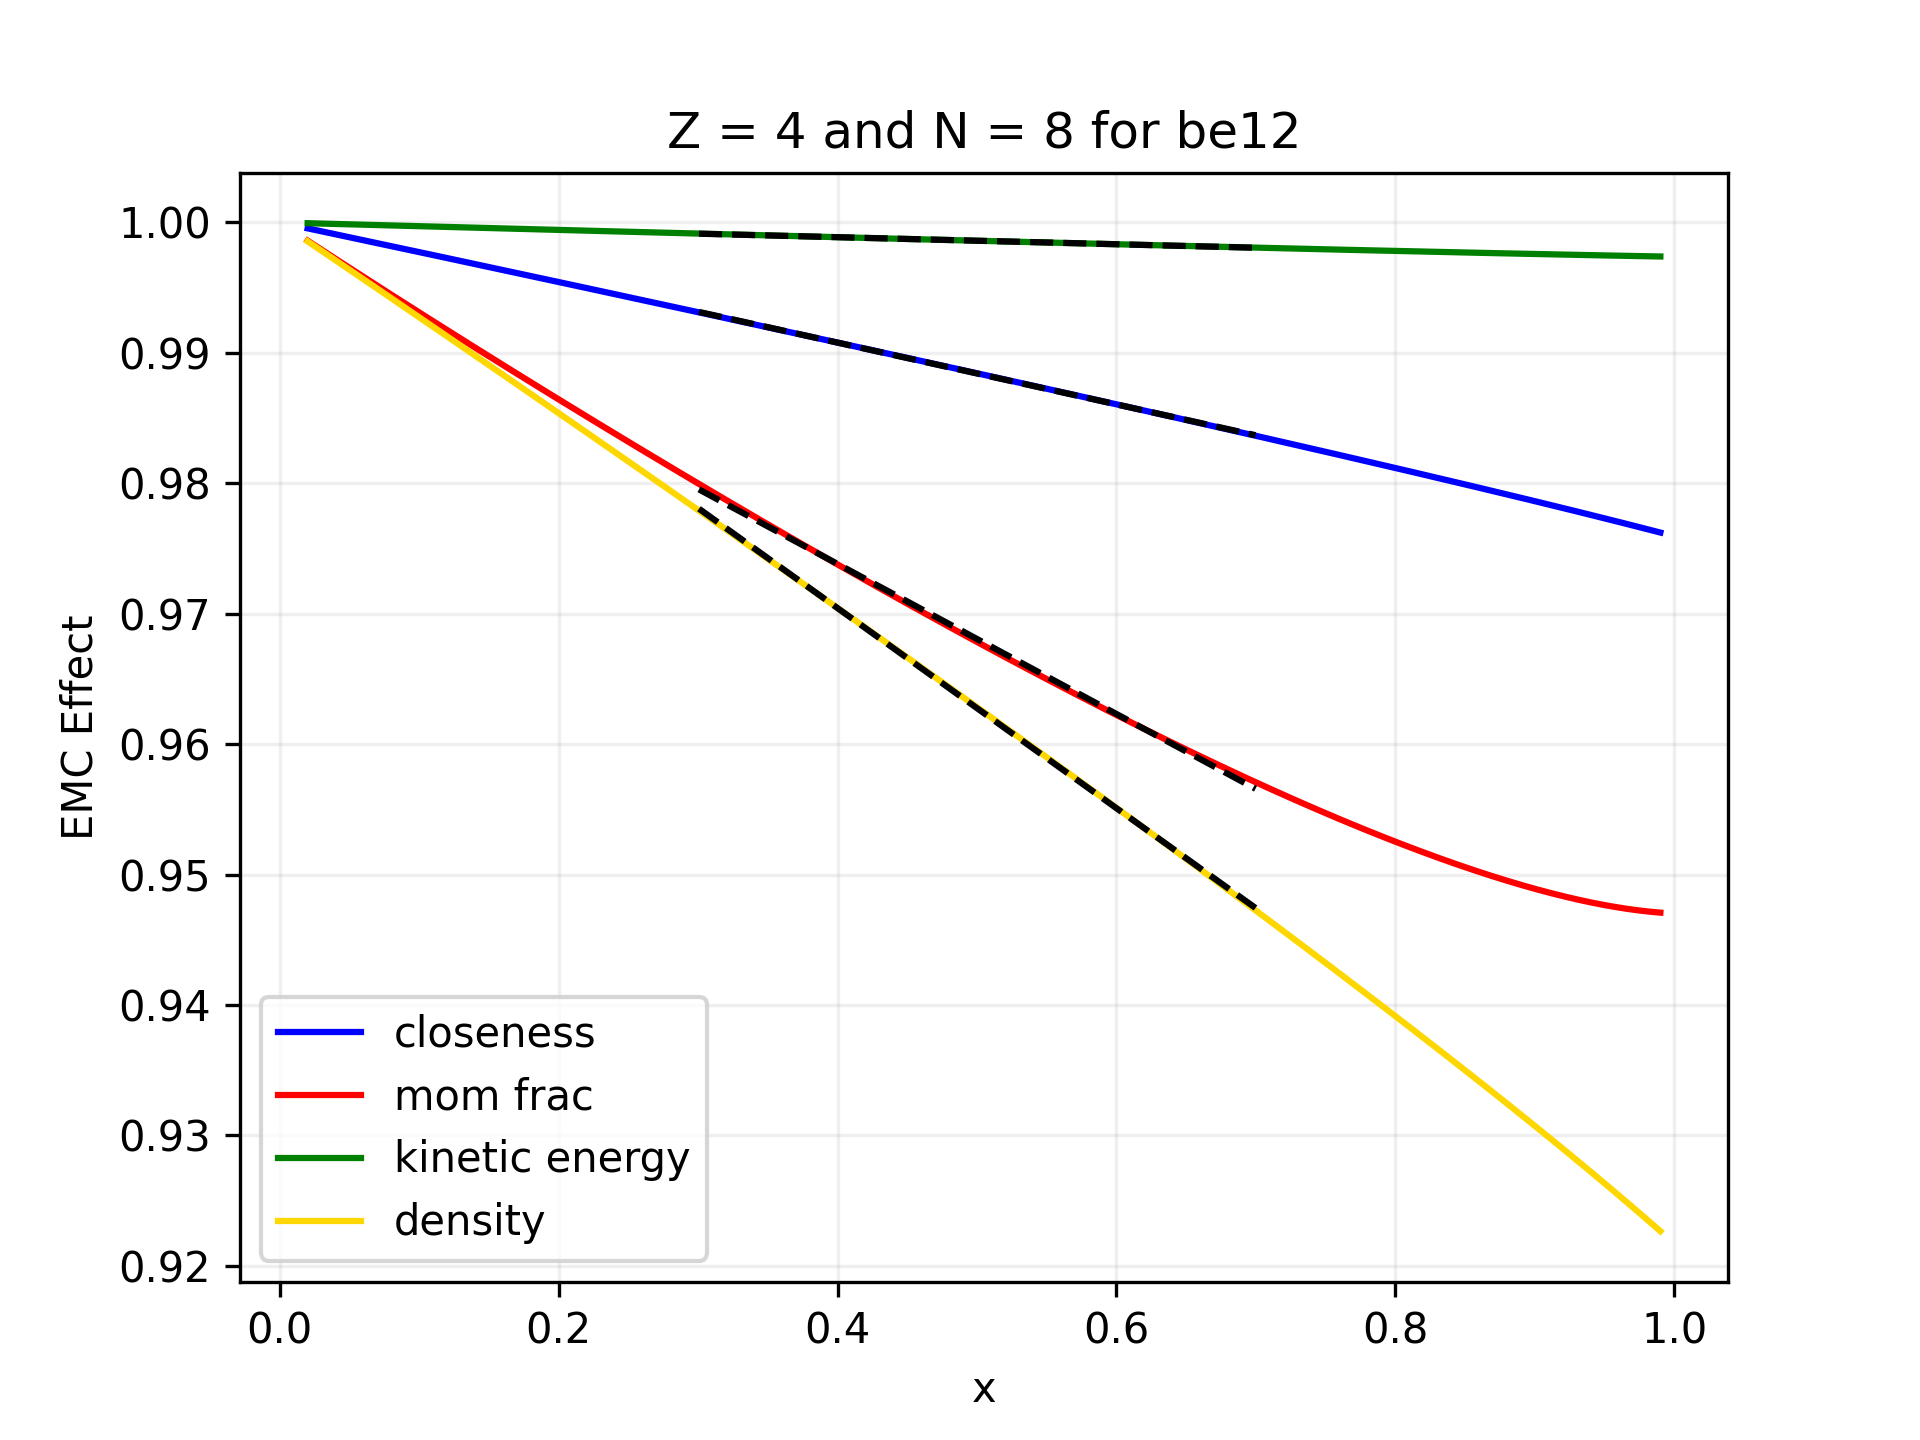 Z = 4 and N = 8 for be12
1.00
0.99
0.98
0.97
0.96
0.95
0.94
0.93
0.92
EMC Effect
closeness
mom frac
kinetic energy
density
0.0 0.2 0.4 0.6 0.8 1.0
x